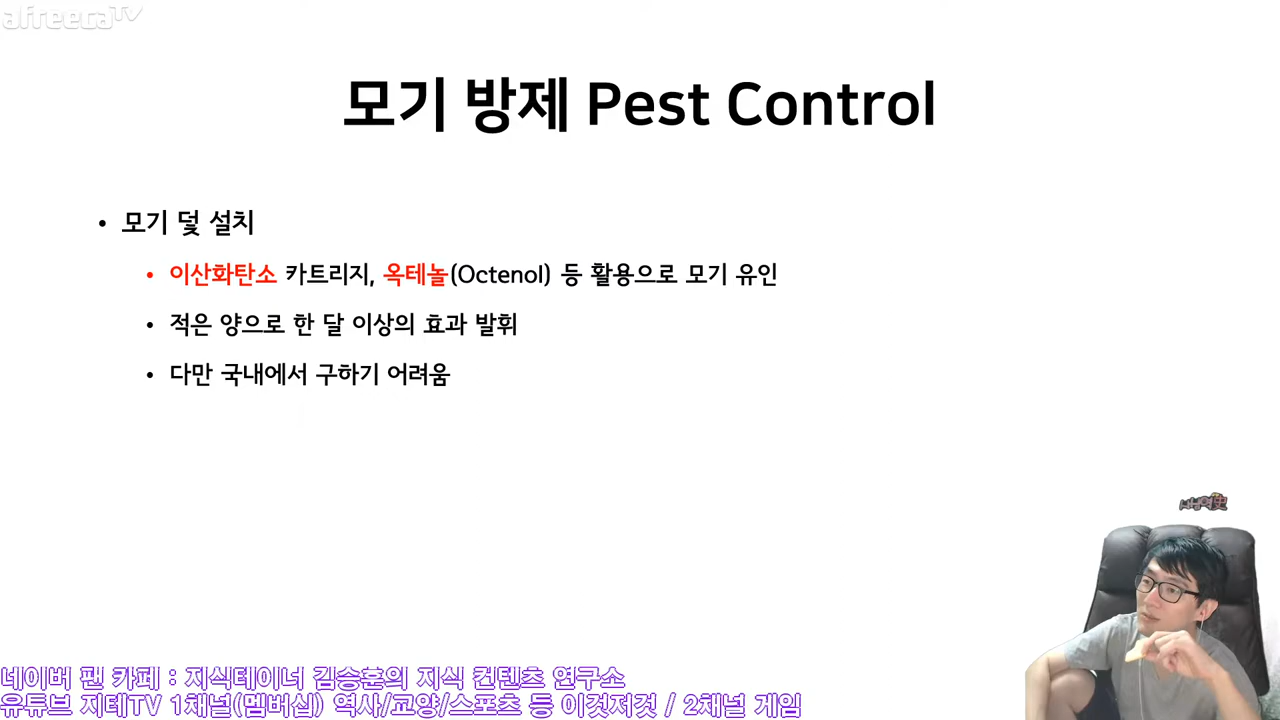 afreecaTV
모기 방제 Pest Control
• 모기 덫 설치
• 이산화탄소 카트리지, 옥테놀(Octenol) 등 활용으로 모기 유인
• 적은 양으로 한 달 이상의 효과 발휘
• 다만 국내에서 구하기 어려움
네이버 팬 카페 : 지식테이너 김승훈의 지식 컨텐츠 연구소
유튜브 지테TV 1채널(멤버십) 역사/교양/스포츠 등 이것저것 / 2채널 게임